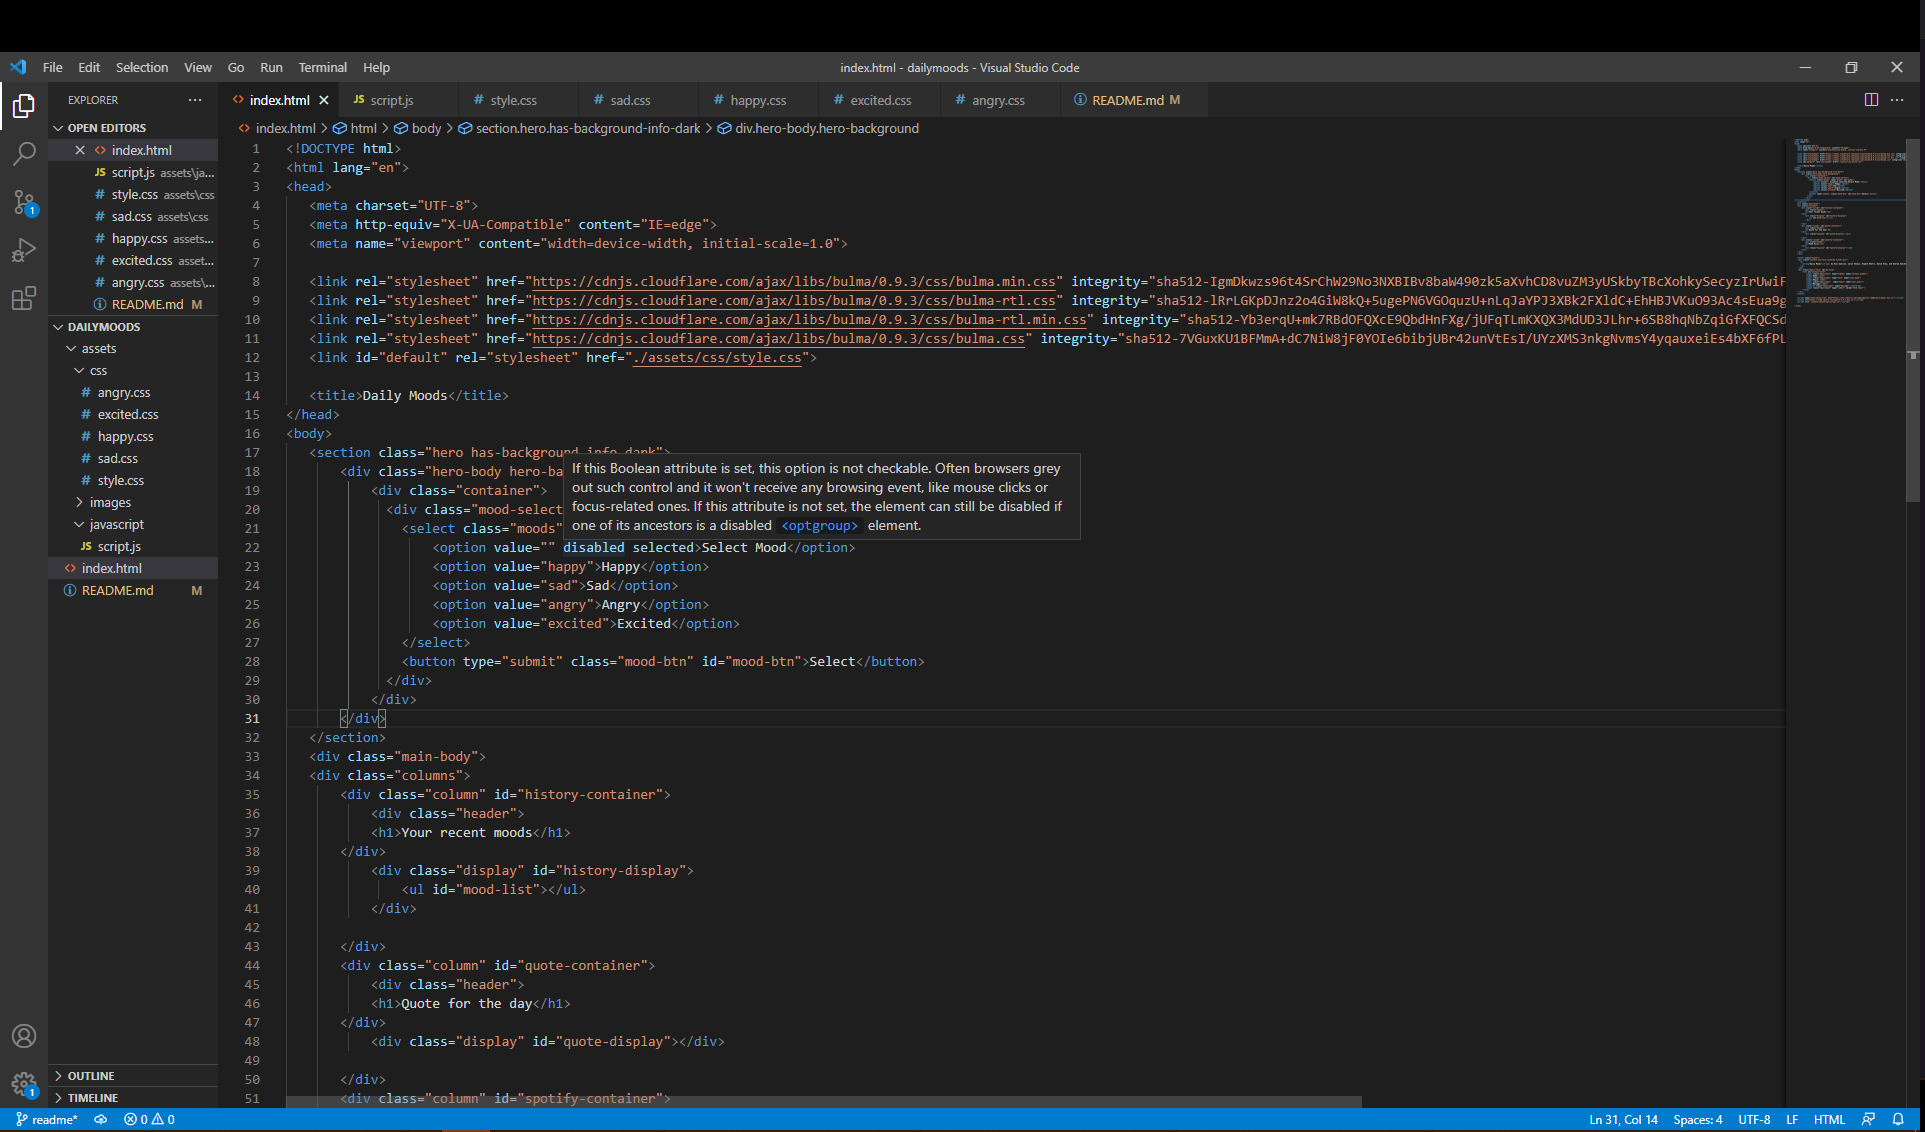 File Edit Selection View Go Run Terminal Help
index.html - dailymoods - Visual Studio Code
EXPLORER
OPEN EDITORS
index.html
script.js assets\ja...
style.css assets\css
sad.css assets\css
happy.css assets...
excited.css asset...
angry.css assets\...
README.md M
DAILYMOODS
assets
css
angry.css
excited.css
happy.css
sad.css
style.css
images
javascript
script.js
index.html
README.md M
OUTLINE
TIMELINE
index.html script.js style.css sad.css happy.css excited.css angry.css README.md M
index.html > html > body > section.hero.has-background-info-dark > div.hero-body.hero-background
1 <!DOCTYPE html>
2 <html lang="en">
3 <head>
4 <meta charset="UTF-8">
5 <meta http-equiv="X-UA-Compatible" content="IE=edge">
6 <meta name="viewport" content="width=device-width, initial-scale=1.0">
7
8 <link rel="stylesheet" href="https://cdnjs.cloudflare.com/ajax/libs/bulma/0.9.3/css/bulma.min.css" integrity="sha512-IgmDkwzs96t4SrChW29No3NXBIBv8baW490zk5aXvhCD8vuZM3yUSkbyTBcXohkySecyzIrUwiF
9 <link rel="stylesheet" href="https://cdnjs.cloudflare.com/ajax/libs/bulma/0.9.3/css/bulma-rtl.css" integrity="sha512-lRrLGKpDJnz2o4GiW8kQ+5ugePN6VGOquzU+nLqJaYPJ3XBk2FXldC+EhHBJVKuO93Ac4sEua9g
10 <link rel="stylesheet" href="https://cdnjs.cloudflare.com/ajax/libs/bulma/0.9.3/css/bulma-rtl.min.css" integrity="sha512-Yb3erqU+mk7RBdOFQXcE9QbdHnFXg/jUFqTLmKXQX3MdUD3JLhr+6SB8hqNbZqiGfXFQCSd
11 <link rel="stylesheet" href="https://cdnjs.cloudflare.com/ajax/libs/bulma/0.9.3/css/bulma.css" integrity="sha512-7VGuxKU1BFMmA+dC7NiW8jF0YOIe6bibjUBr42unVtEsI/UYzXMS3nkgNvmsY4yqauxeiEs4bXF6fPL
12 <link id="default" rel="stylesheet" href="./assets/css/style.css">
13
14 <title>Daily Moods</title>
15 </head>
16 <body>
17 <section class="hero has-background-info-dark">
18 <div class="hero-body hero-ba
19 <div class="container">
20 <div class="mood-select
21 <select class="moods"
If this Boolean attribute is set, this option is not checkable. Often browsers grey
out such control and it won't receive any browsing event, like mouse clicks or
focus-related ones. If this attribute is not set, the element can still be disabled if
one of its ancestors is a disabled <optgroup> element.
22 <option value="" disabled selected>Select Mood</option>
23 <option value="happy">Happy</option>
24 <option value="sad">Sad</option>
25 <option value="angry">Angry</option>
26 <option value="excited">Excited</option>
27 </select>
28 <button type="submit" class="mood-btn" id="mood-btn">Select</button>
29 </div>
30 </div>
31 </div>
32 </section>
33 <div class="main-body">
34 <div class="columns">
35 <div class="column" id="history-container">
36 <div class="header">
37 <h1>Your recent moods</h1>
38 </div>
39 <div class="display" id="history-display">
40 <ul id="mood-list"></ul>
41 </div>
42
43 </div>
44 <div class="column" id="quote-container">
45 <div class="header">
46 <h1>Quote for the day</h1>
47 </div>
48 <div class="display" id="quote-display"></div>
49
50 </div>
51 <div class="column" id="spotify-container">
readme* 0 0 Ln 31, Col 14 Spaces: 4 UTF-8 LF HTML